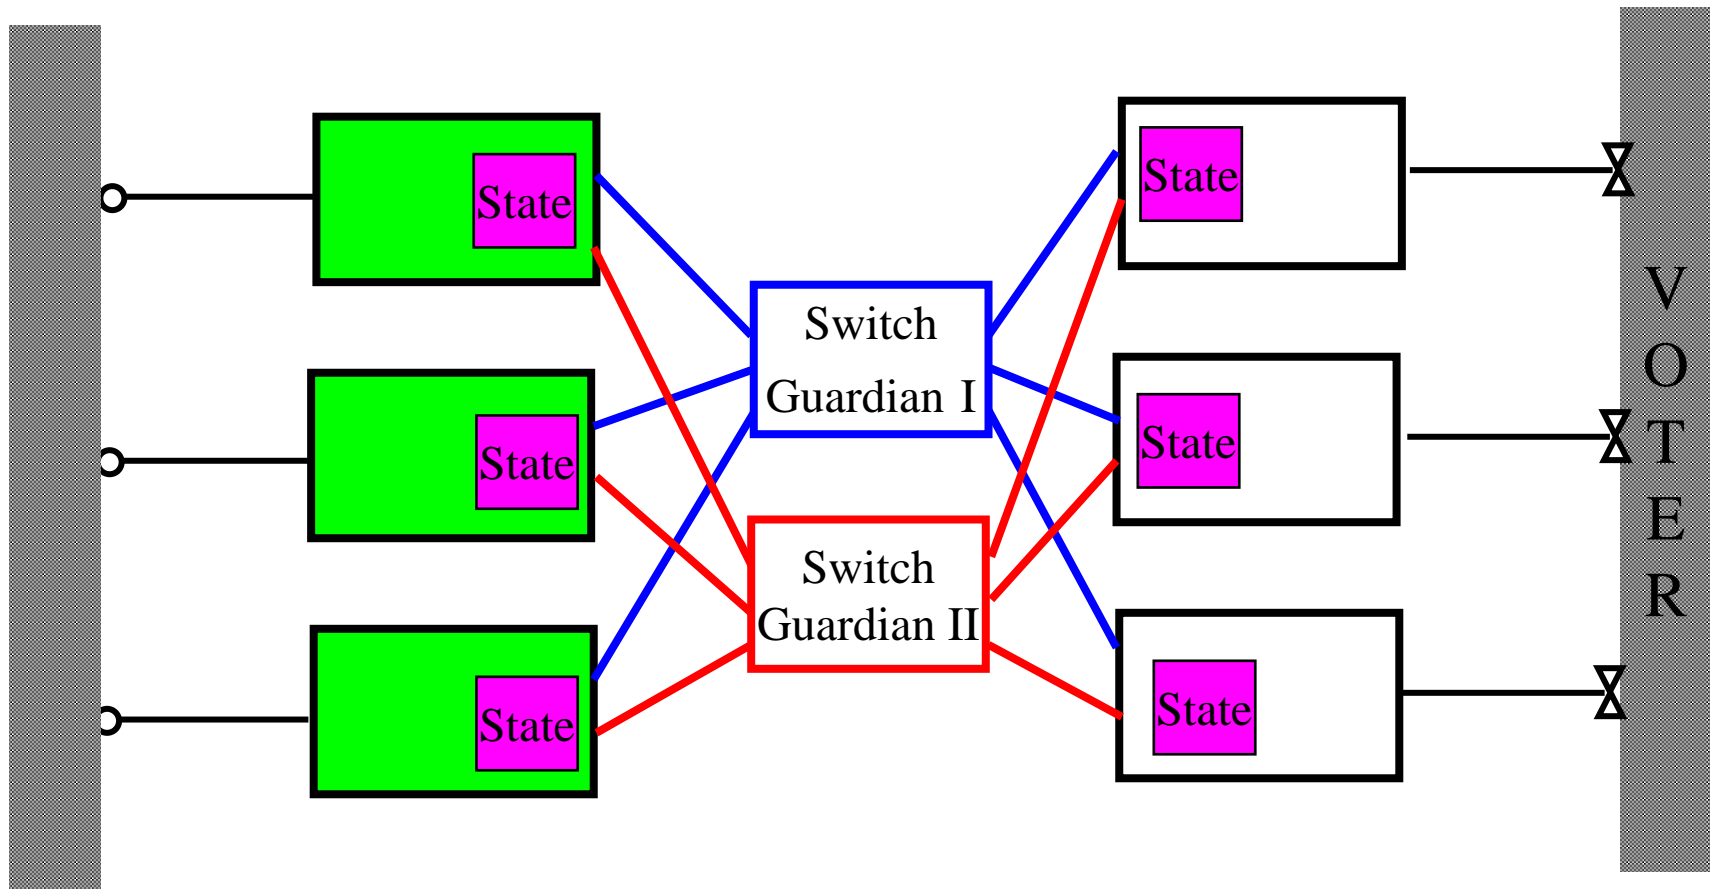 State
State
State
Switch
Guardian I
Switch
Guardian II
State
State
State
V
O
T
E
R